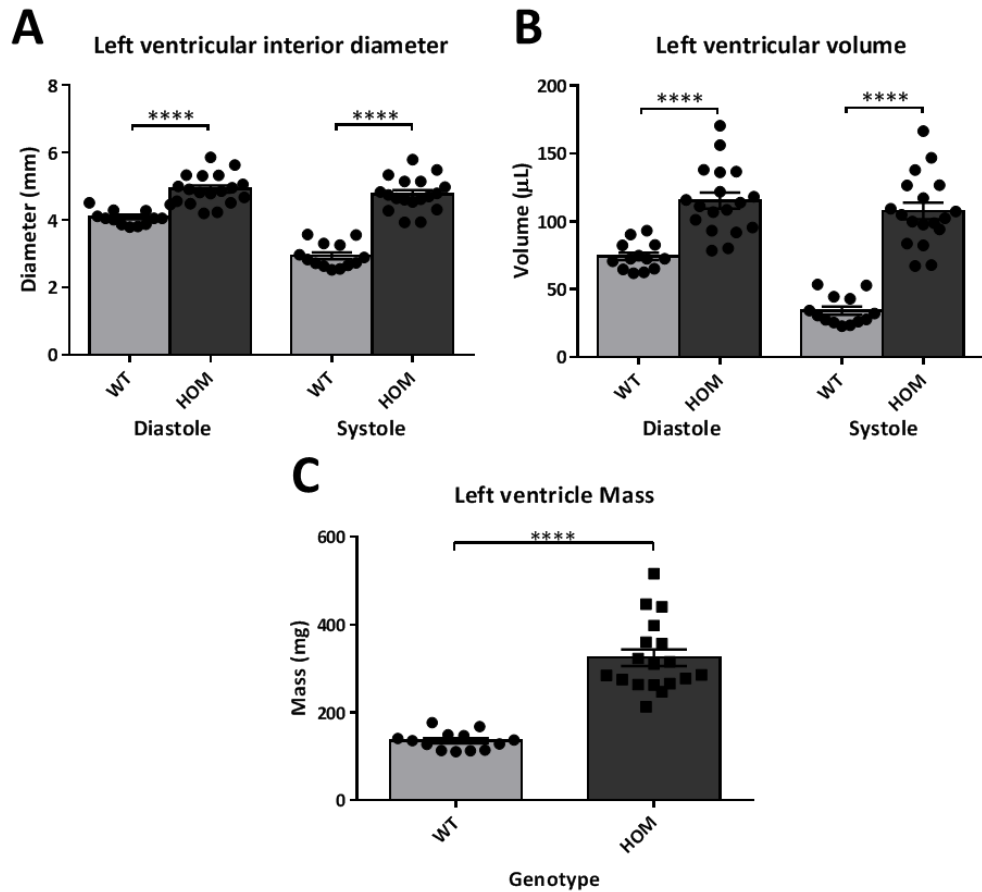 A
Left ventricular interior diameter
8
6
4
2
0
Diameter (mm)
****
****
WT
HOM
WT
HOM
Diastole
Systole
B
Left ventricular volume
200
150
100
50
0
Volume (µL)
****
****
WT
HOM
WT
HOM
Diastole
Systole
C
Left ventricle Mass
600
400
200
0
Mass (mg)
****
WT
HOM
Genotype